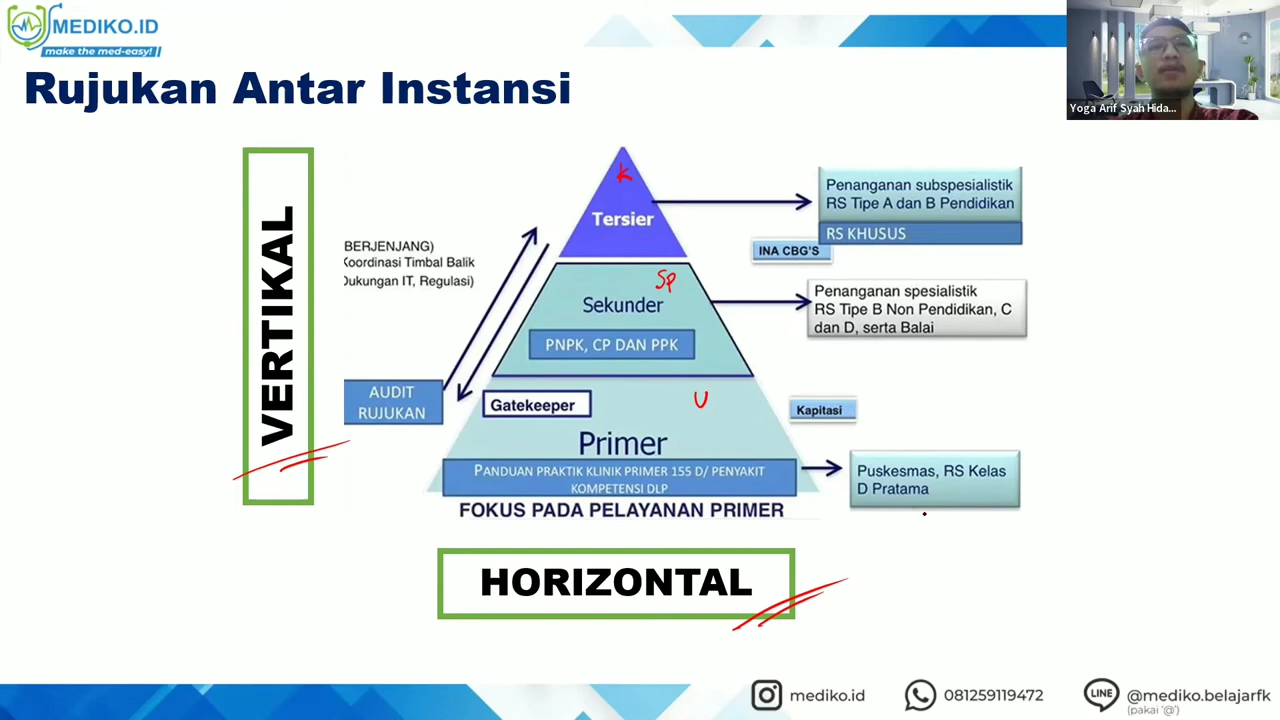 MEDIKO.ID
make the med-easy!
Rujukan Antar Instansi
Yoga Arif Syah Hida...
VERTIKAL
BERJENJANG)
Koordinasi Timbal Balik
Dukungan IT, Regulasi)
AUDIT
RUJUKAN
K
Tersier
Sp
Sekunder
PNPK, CP DAN PPK
Gatekeeper
U
Primer
PANDUAN PRAKTIK KLINIK PRIMER 155 D/ PENYAKIT
KOMPETENSI DLP
FOKUS PADA PELAYANAN PRIMER
Penanganan subspesialistik
RS Tipe A dan B Pendidikan
RS KHUSUS
INA CBG'S
Penanganan spesialistik
RS Tipe B Non Pendidikan, C
dan D, serta Balai
Kapitasi
Puskesmas, RS Kelas
D Pratama
HORIZONTAL
mediko.id
081259119472
LINE
@mediko.belajarfk
(pakai '@')